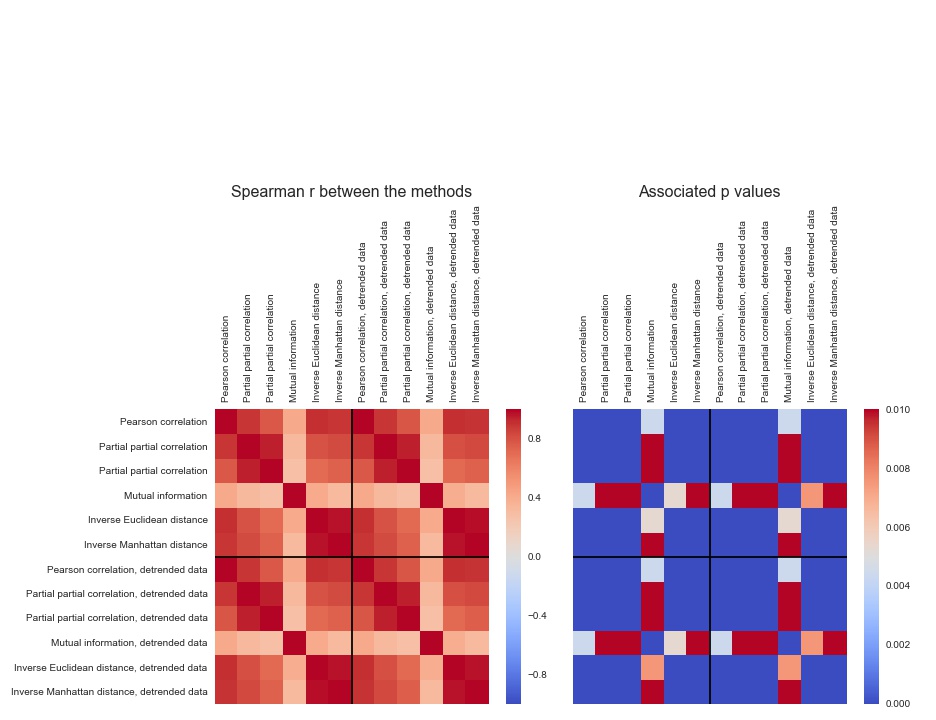 Spearman r between the methods
Associated p values
Pearson correlation
Partial partial correlation
Partial partial correlation
Mutual information
Inverse Euclidean distance
Inverse Manhattan distance
Pearson correlation, detrended data
Partial partial correlation, detrended data
Partial partial correlation, detrended data
Mutual information, detrended data
Inverse Euclidean distance, detrended data
Inverse Manhattan distance, detrended data
Pearson correlation
Partial partial correlation
Partial partial correlation
Mutual information
Inverse Euclidean distance
Inverse Manhattan distance
Pearson correlation, detrended data
Partial partial correlation, detrended data
Partial partial correlation, detrended data
Mutual information, detrended data
Inverse Euclidean distance, detrended data
Inverse Manhattan distance, detrended data
Pearson correlation
Partial partial correlation
Partial partial correlation
Mutual information
Inverse Euclidean distance
Inverse Manhattan distance
Pearson correlation, detrended data
Partial partial correlation, detrended data
Partial partial correlation, detrended data
Mutual information, detrended data
Inverse Euclidean distance, detrended data
Inverse Manhattan distance, detrended data
0.8
0.4
0.0
−0.4
−0.8
0.010
0.008
0.006
0.004
0.002
0.000